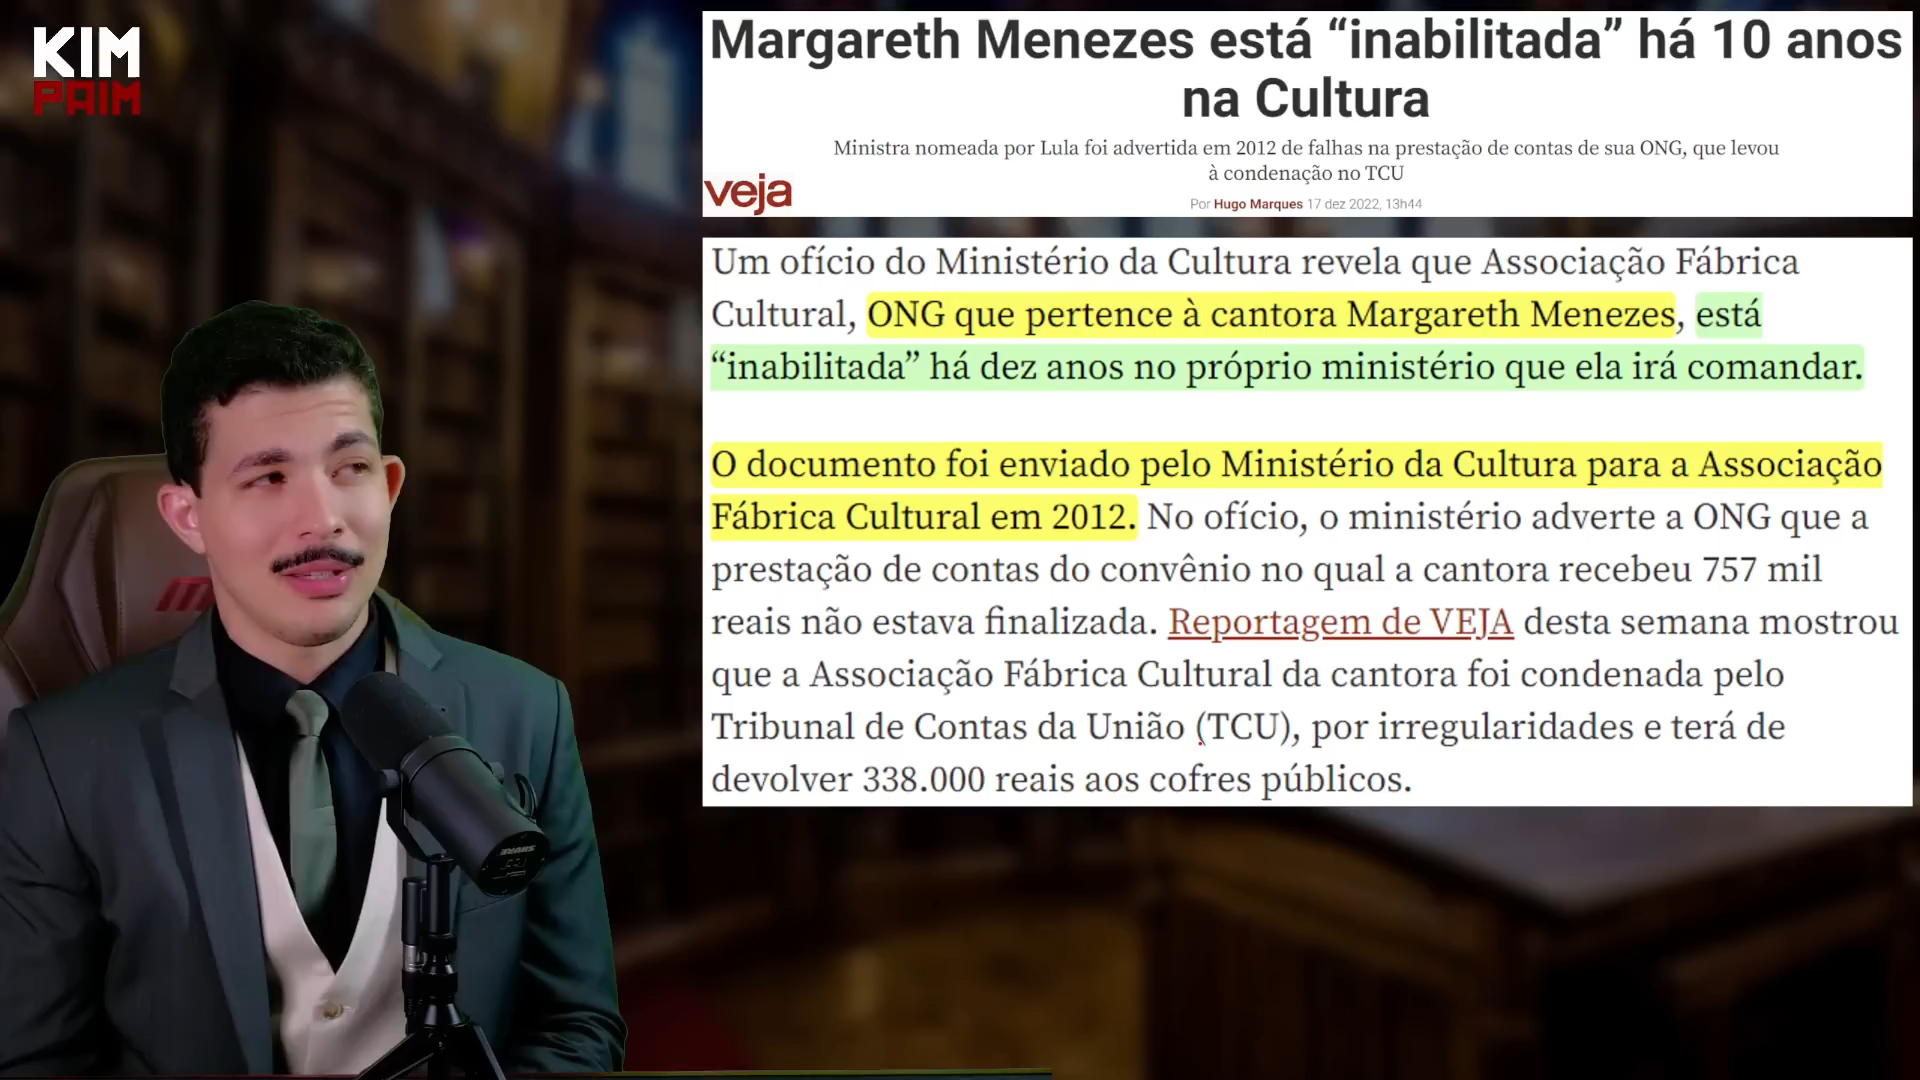 KIM
PAIM
Margareth Menezes está “inabilitada” há 10 anos
na Cultura
Ministra nomeada por Lula foi advertida em 2012 de falhas na prestação de contas de sua ONG, que levou
à condenação no TCU
veja
Por Hugo Marques 17 dez 2022, 13h44
Um ofício do Ministério da Cultura revela que Associação Fábrica
Cultural, ONG que pertence à cantora Margareth Menezes, está
“inabilitada” há dez anos no próprio ministério que ela irá comandar.
O documento foi enviado pelo Ministério da Cultura para a Associação
Fábrica Cultural em 2012. No ofício, o ministério adverte a ONG que a
prestação de contas do convênio no qual a cantora recebeu 757 mil
reais não estava finalizada. Reportagem de VEJA desta semana mostrou
que a Associação Fábrica Cultural da cantora foi condenada pelo
Tribunal de Contas da União (TCU), por irregularidades e terá de
devolver 338.000 reais aos cofres públicos.
SHURE